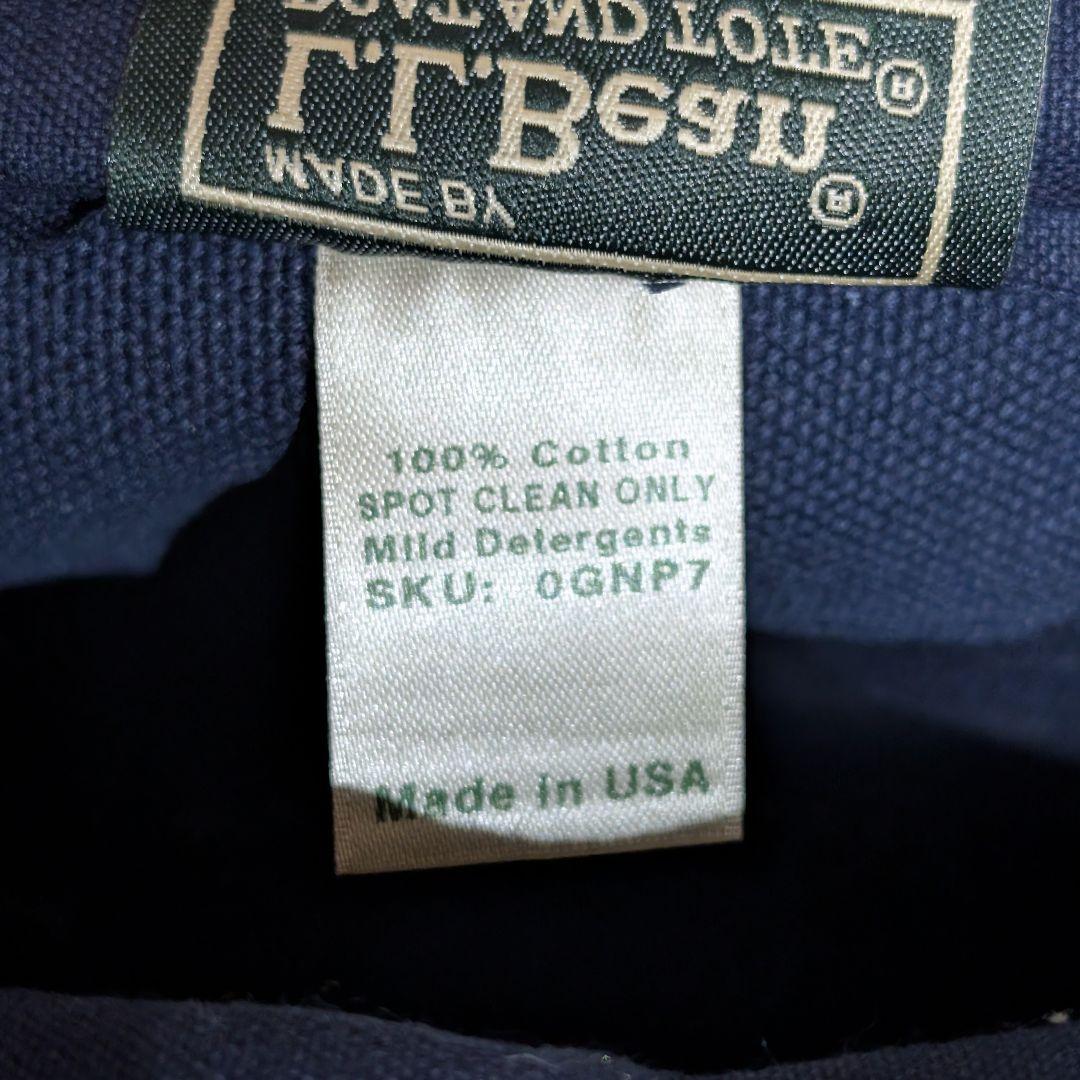 MADE BY
L.L.Bean®
BOAT AND TOTE®
100% Cotton
SPOT CLEAN ONLY
Mild Detergents
SKU: 0GNP7
Made in USA